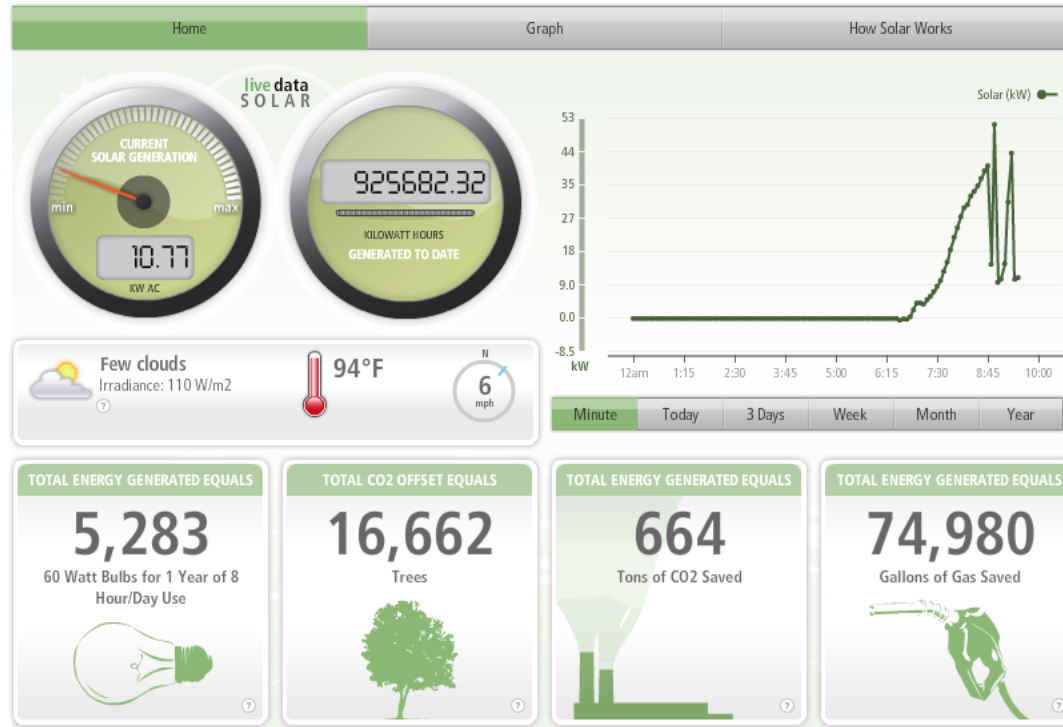 Home
Graph
How Solar Works
live data
SOLAR
CURRENT
SOLAR GENERATION
min
max
10.77
KW AC
925682.32
KILOWATT HOURS
GENERATED TO DATE
Solar (kW)
53
44
35
27
18
9.0
0.0
-8.5
kW
12am
1:15
2:30
3:45
5:00
6:15
7:30
8:45
10:00
Few clouds
Irradiance: 110 W/m2
?
94°F
N
6
mph
Minute
Today
3 Days
Week
Month
Year
TOTAL ENERGY GENERATED EQUALS
5,283
60 Watt Bulbs for 1 Year of 8
Hour/Day Use
?
TOTAL CO2 OFFSET EQUALS
16,662
Trees
?
TOTAL ENERGY GENERATED EQUALS
664
Tons of CO2 Saved
?
TOTAL ENERGY GENERATED EQUALS
74,980
Gallons of Gas Saved
?